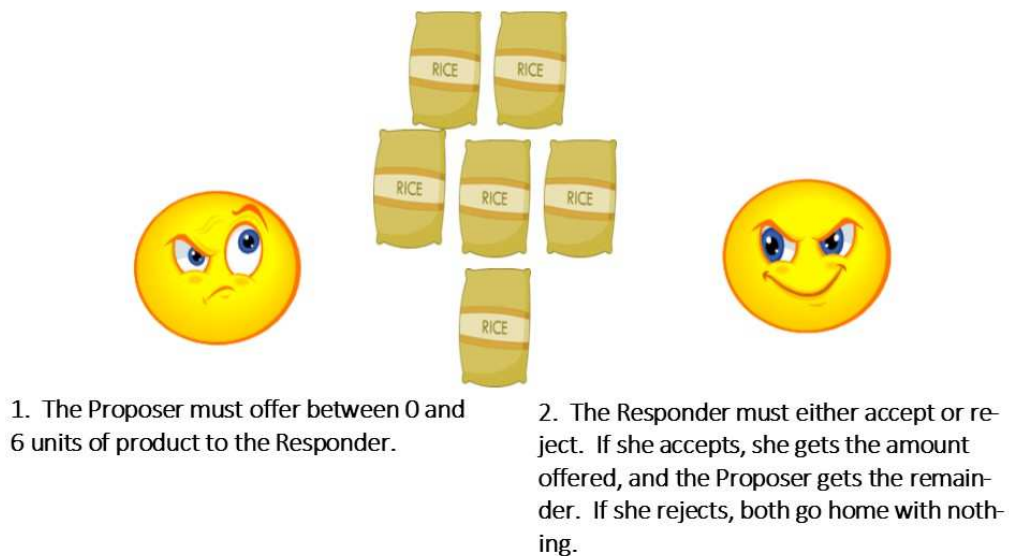 RICE RICE
RICE RICE RICE
RICE
1. The Proposer must offer between 0 and
6 units of product to the Responder.
2. The Responder must either accept or re-
ject. If she accepts, she gets the amount
offered, and the Proposer gets the remain-
der. If she rejects, both go home with noth-
ing.